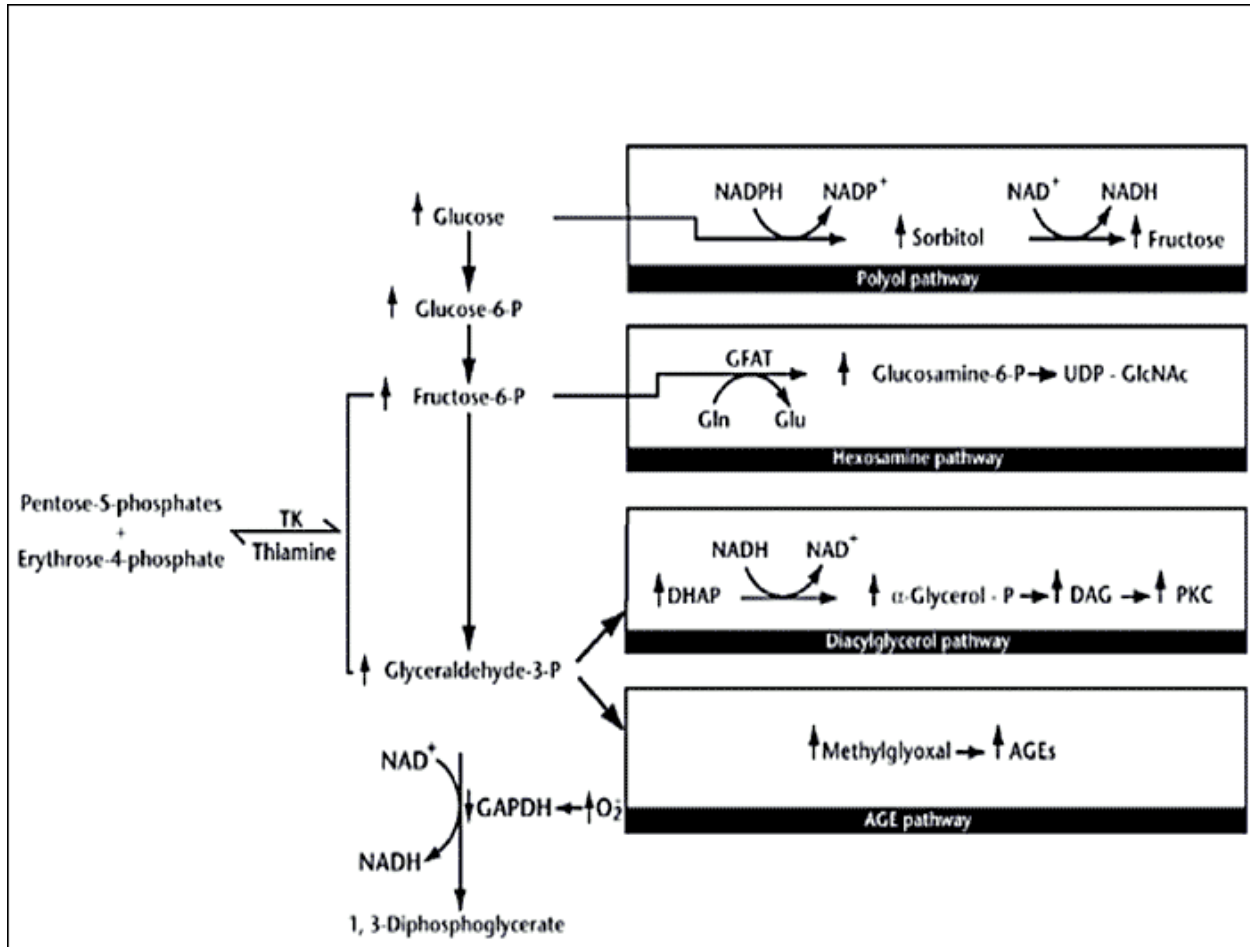 NADPH NADP+ NAD+ NADH
↑ Glucose
↑ Sorbitol ↑ Fructose
Polyol pathway
↑ Glucose-6-P
GFAT
↑ Fructose-6-P
↑ Glucosamine-6-P → UDP - GlcNAc
Gln Glu
Hexosamine pathway
Pentose-5-phosphates
+
Erythrose-4-phosphate
TK
Thiamine
NADH NAD+
↑ DHAP ↑ α-Glycerol - P → ↑ DAG → ↑ PKC
Diacylglycerol pathway
↑ Glyceraldehyde-3-P
↑ Methylglyoxal → ↑ AGEs
AGE pathway
NAD+
↓ GAPDH ← ↑ O2-
NADH
1, 3-Diphosphoglycerate